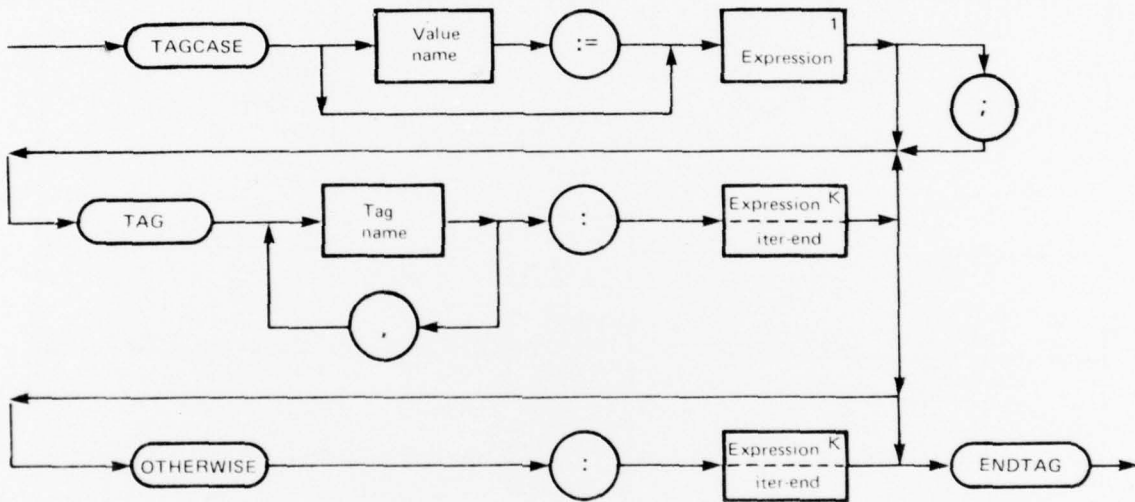 TAGCASE
Value
name
:=
1
Expression
;
TAG
Tag
name
:
Expression K
iter-end
,
OTHERWISE
:
Expression K
iter-end
ENDTAG